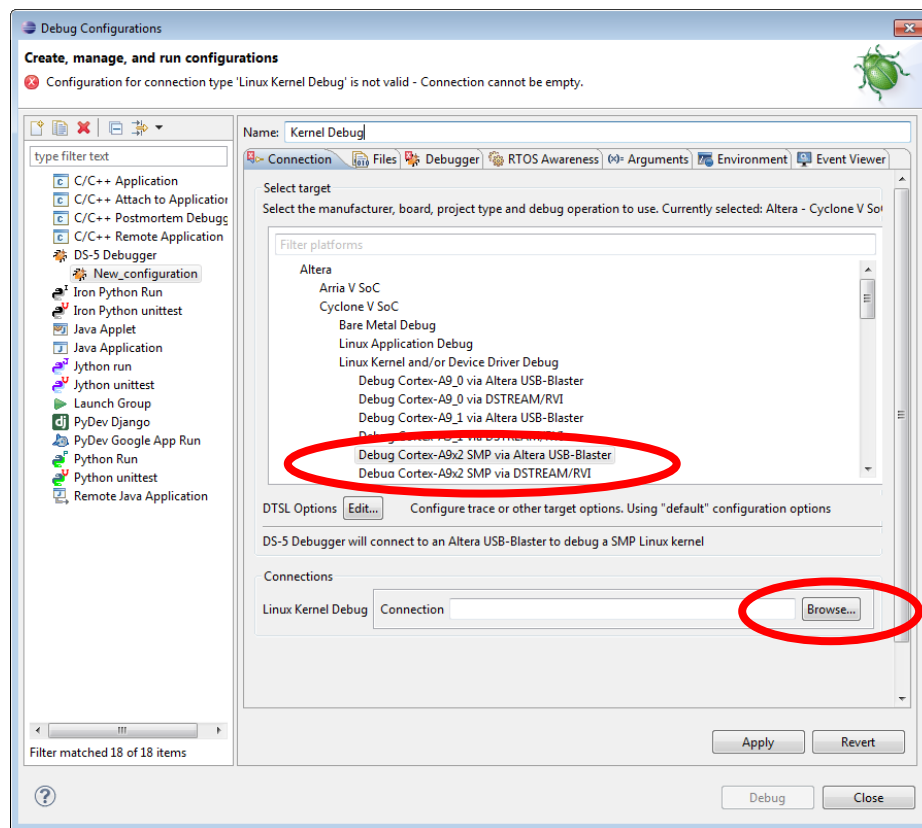 Debug Configurations
Create, manage, and run configurations
Configuration for connection type 'Linux Kernel Debug' is not valid - Connection cannot be empty.
type filter text
C/C++ Application
C/C++ Attach to Application
C/C++ Postmortem Debugg
C/C++ Remote Application
DS-5 Debugger
New_configuration
Iron Python Run
Iron Python unittest
Java Applet
Java Application
Jython run
Jython unittest
Launch Group
PyDev Django
PyDev Google App Run
Python Run
Python unittest
Remote Java Application
Filter matched 18 of 18 items
Name: Kernel Debug
Connection Files Debugger RTOS Awareness Arguments Environment Event Viewer
Select target
Select the manufacturer, board, project type and debug operation to use. Currently selected: Altera - Cyclone V So
Filter platforms
Altera
Arria V SoC
Cyclone V SoC
Bare Metal Debug
Linux Application Debug
Linux Kernel and/or Device Driver Debug
Debug Cortex-A9_0 via Altera USB-Blaster
Debug Cortex-A9_0 via DSTREAM/RVI
Debug Cortex-A9_1 via Altera USB-Blaster
Debug Cortex-A9_1 via DSTREAM/RVI
Debug Cortex-A9x2 SMP via Altera USB-Blaster
Debug Cortex-A9x2 SMP via DSTREAM/RVI
DTSL Options Edit... Configure trace or other target options. Using "default" configuration options
DS-5 Debugger will connect to an Altera USB-Blaster to debug a SMP Linux kernel
Connections
Linux Kernel Debug Connection Browse...
Apply Revert
Debug Close